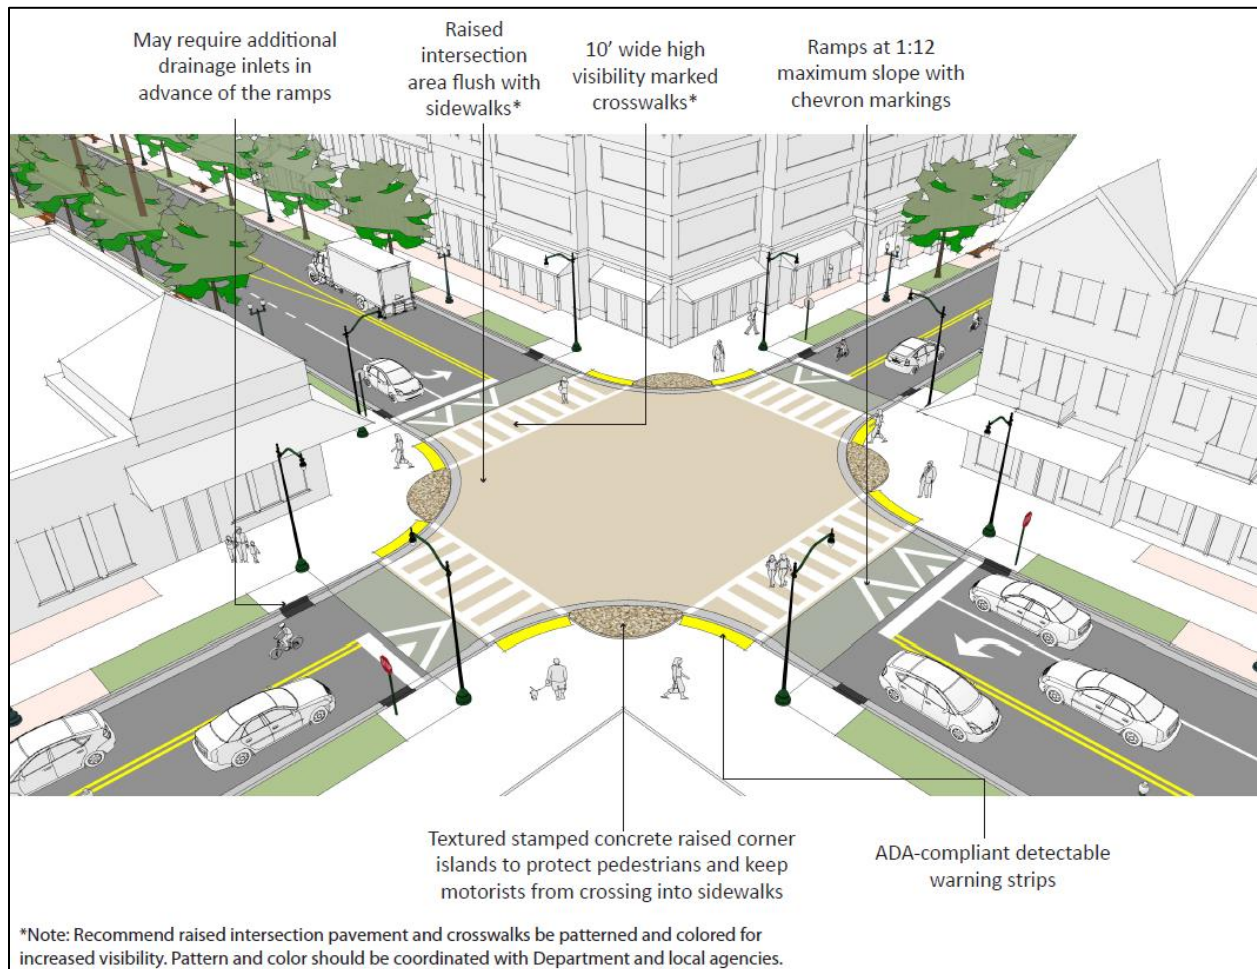 May require additional
drainage inlets in
advance of the ramps
Raised
intersection
area flush with
sidewalks*
10’ wide high
visibility marked
crosswalks*
Ramps at 1:12
maximum slope with
chevron markings
Textured stamped concrete raised corner
islands to protect pedestrians and keep
motorists from crossing into sidewalks
ADA-compliant detectable
warning strips
*Note: Recommend raised intersection pavement and crosswalks be patterned and colored for
increased visibility. Pattern and color should be coordinated with Department and local agencies.